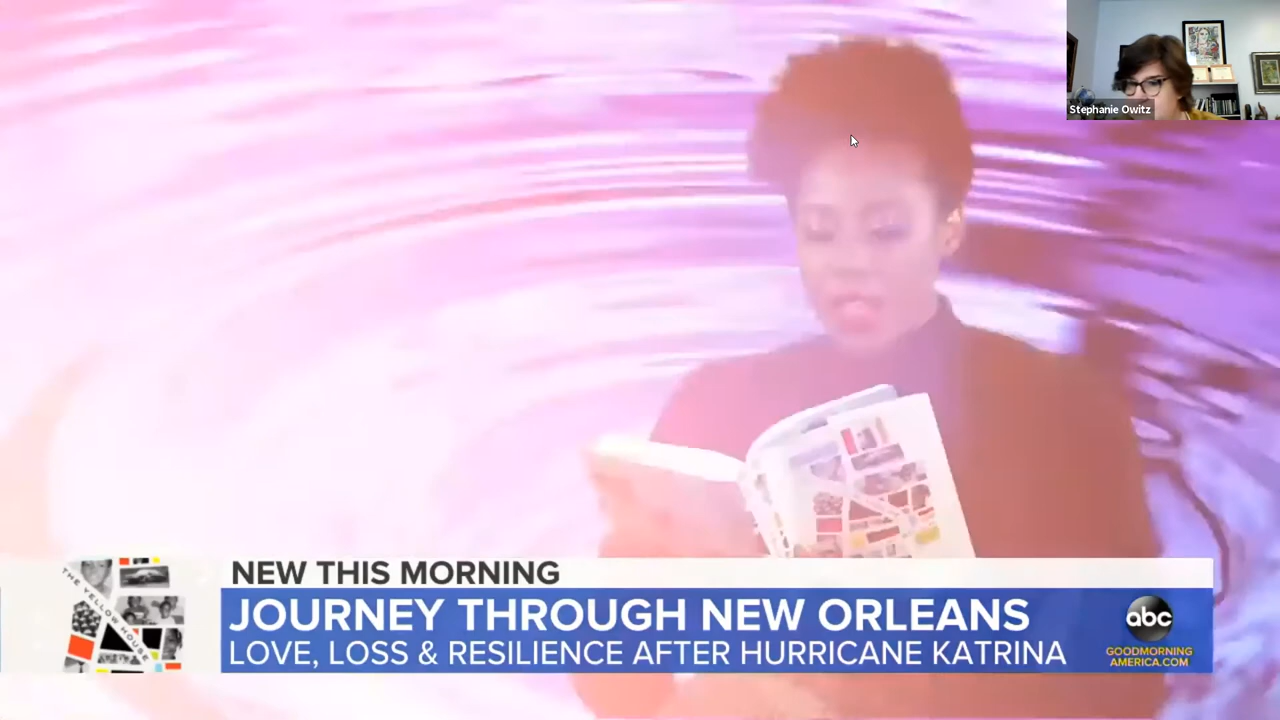 Stephanie Owitz
NEW THIS MORNING
THE YELLOW HOUSE
JOURNEY THROUGH NEW ORLEANS
LOVE, LOSS & RESILIENCE AFTER HURRICANE KATRINA
abc
GOODMORNING
AMERICA.COM